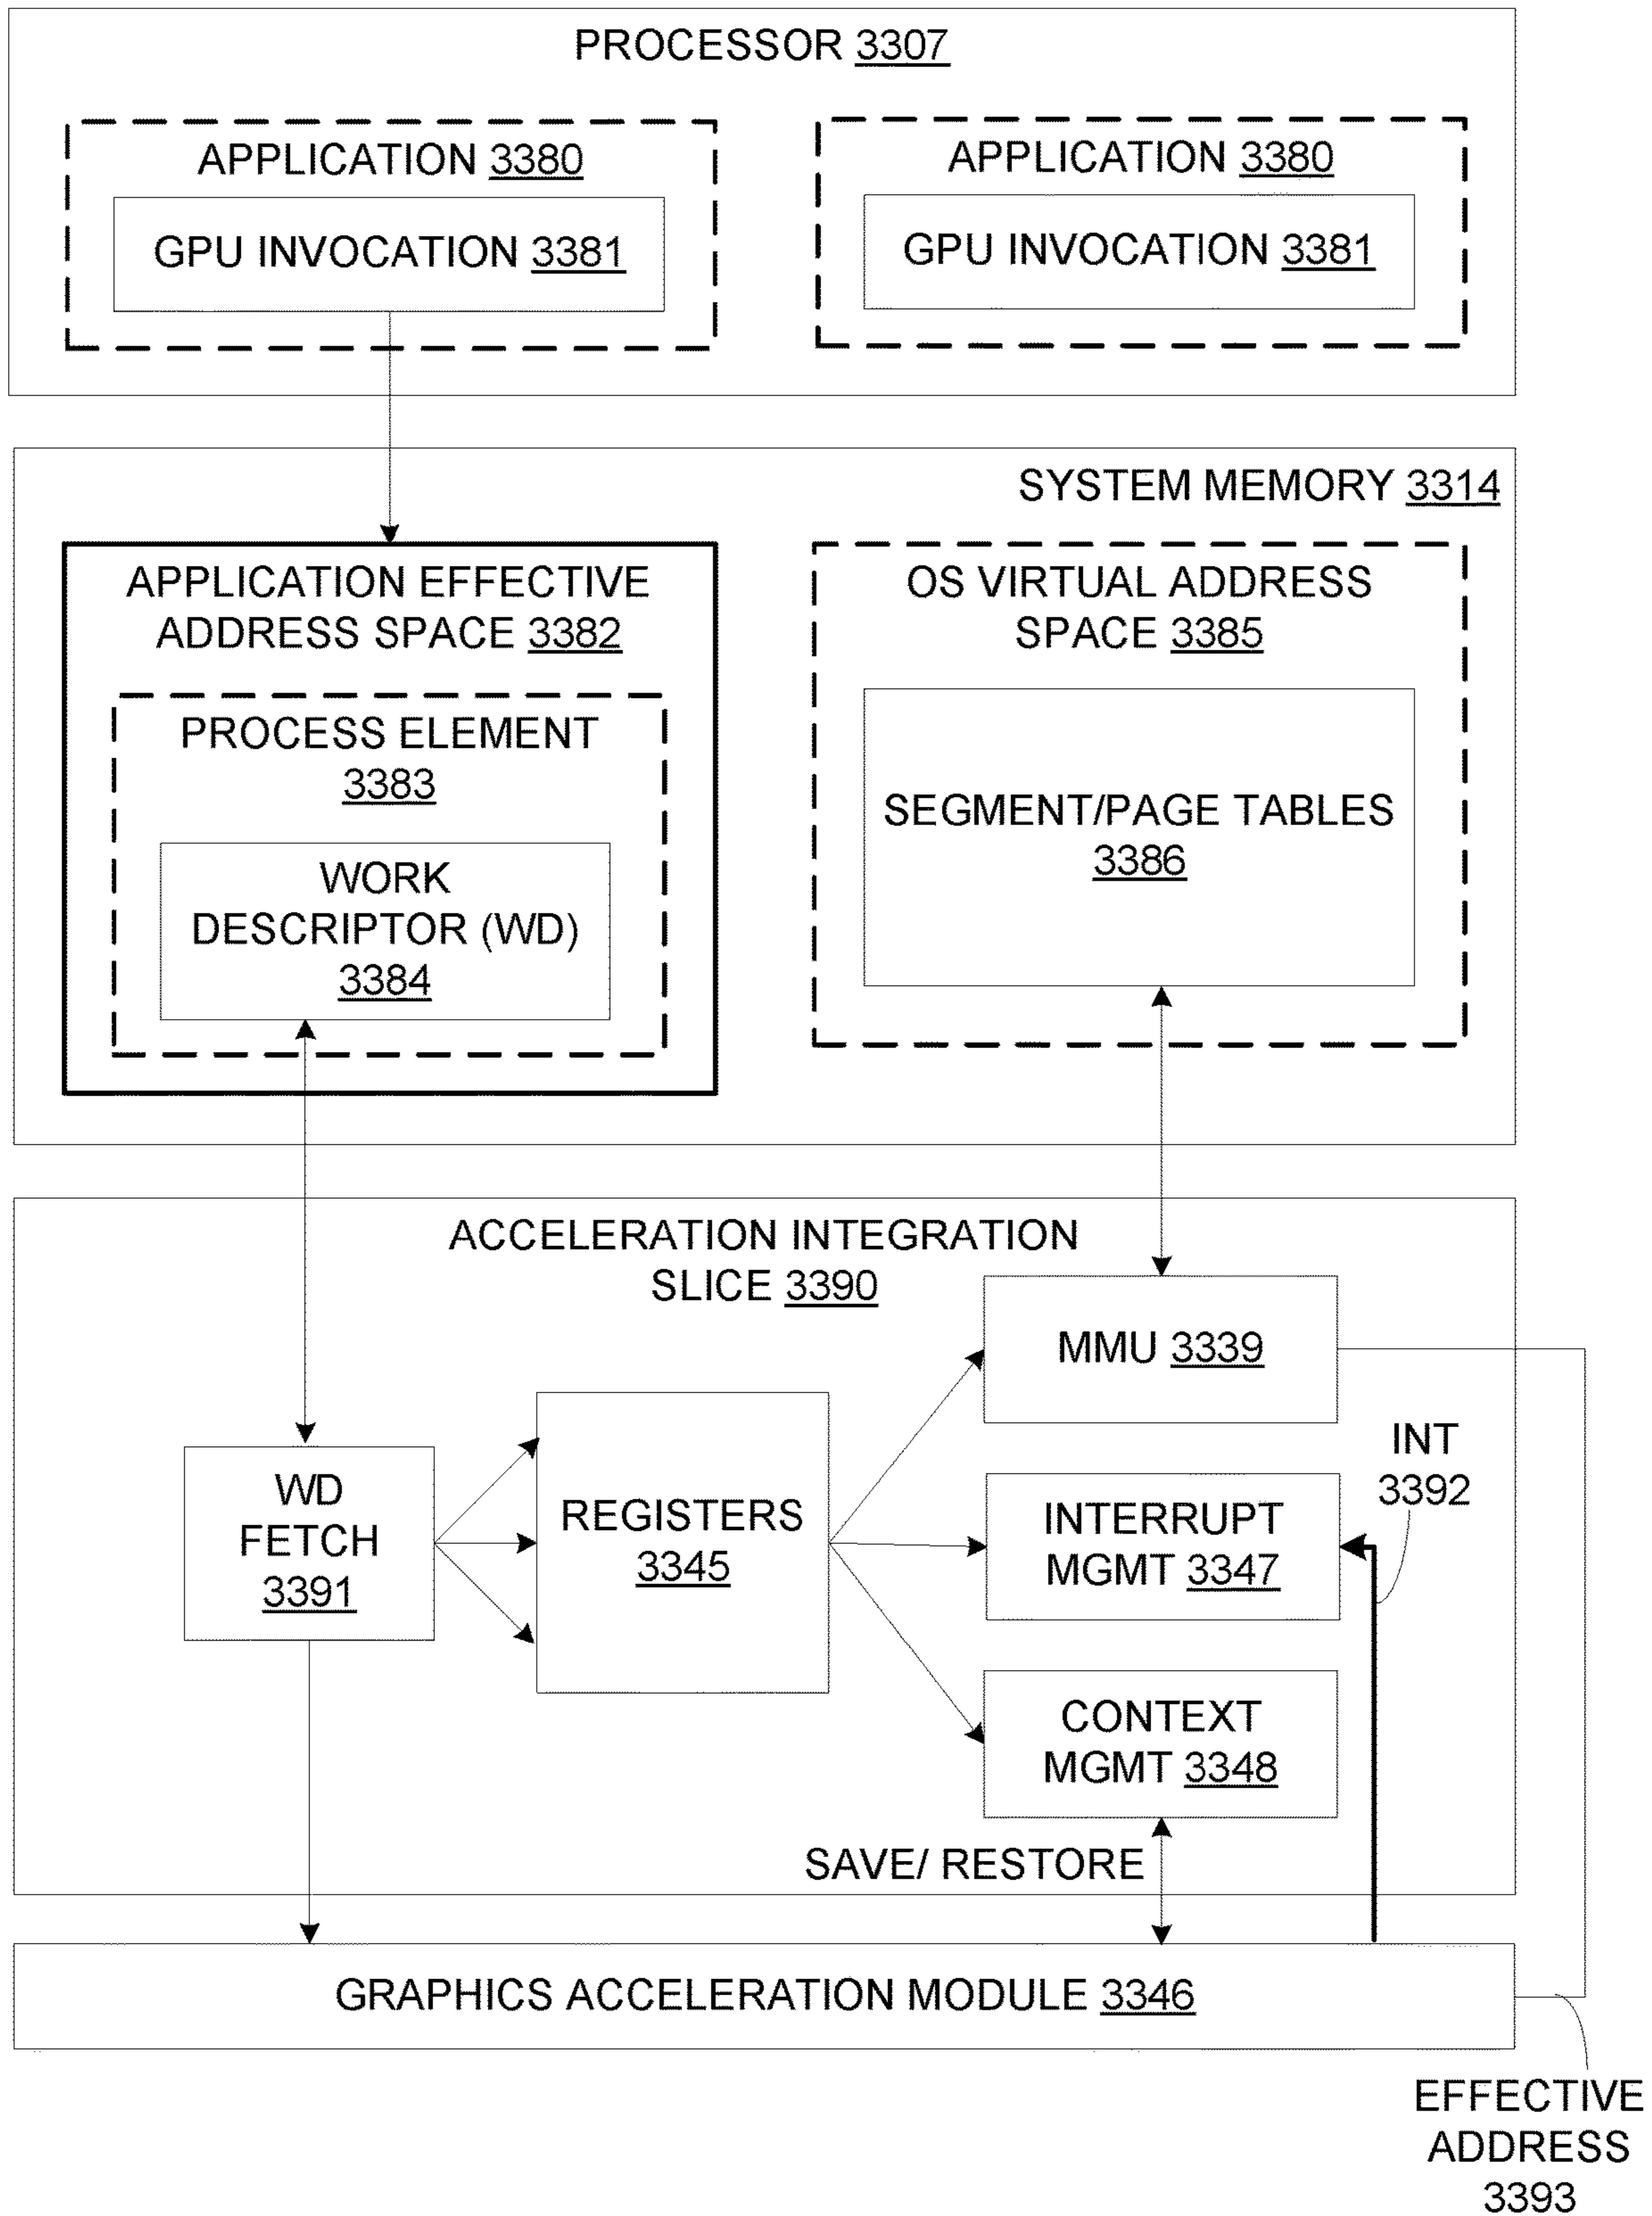 PROCESSOR 3307
APPLICATION 3380
GPU INVOCATION 3381
APPLICATION 3380
GPU INVOCATION 3381
SYSTEM MEMORY 3314
APPLICATION EFFECTIVE
ADDRESS SPACE 3382
PROCESS ELEMENT
3383
WORK
DESCRIPTOR (WD)
3384
OS VIRTUAL ADDRESS
SPACE 3385
SEGMENT/PAGE TABLES
3386
ACCELERATION INTEGRATION
SLICE 3390
WD
FETCH
3391
REGISTERS
3345
MMU 3339
INTERRUPT
MGMT 3347
CONTEXT
MGMT 3348
INT
3392
SAVE/ RESTORE
GRAPHICS ACCELERATION MODULE 3346
EFFECTIVE
ADDRESS
3393